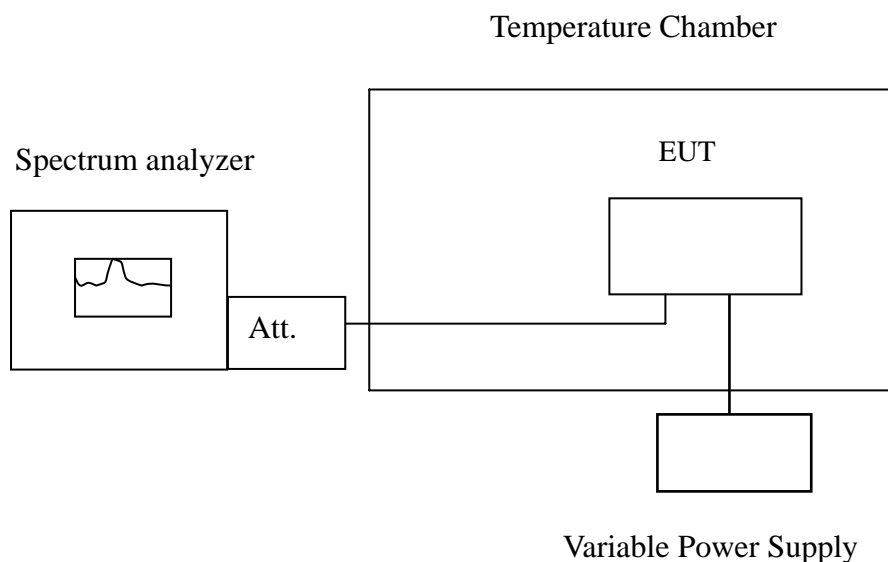 Temperature Chamber
Spectrum analyzer
EUT
Att.
Variable Power Supply